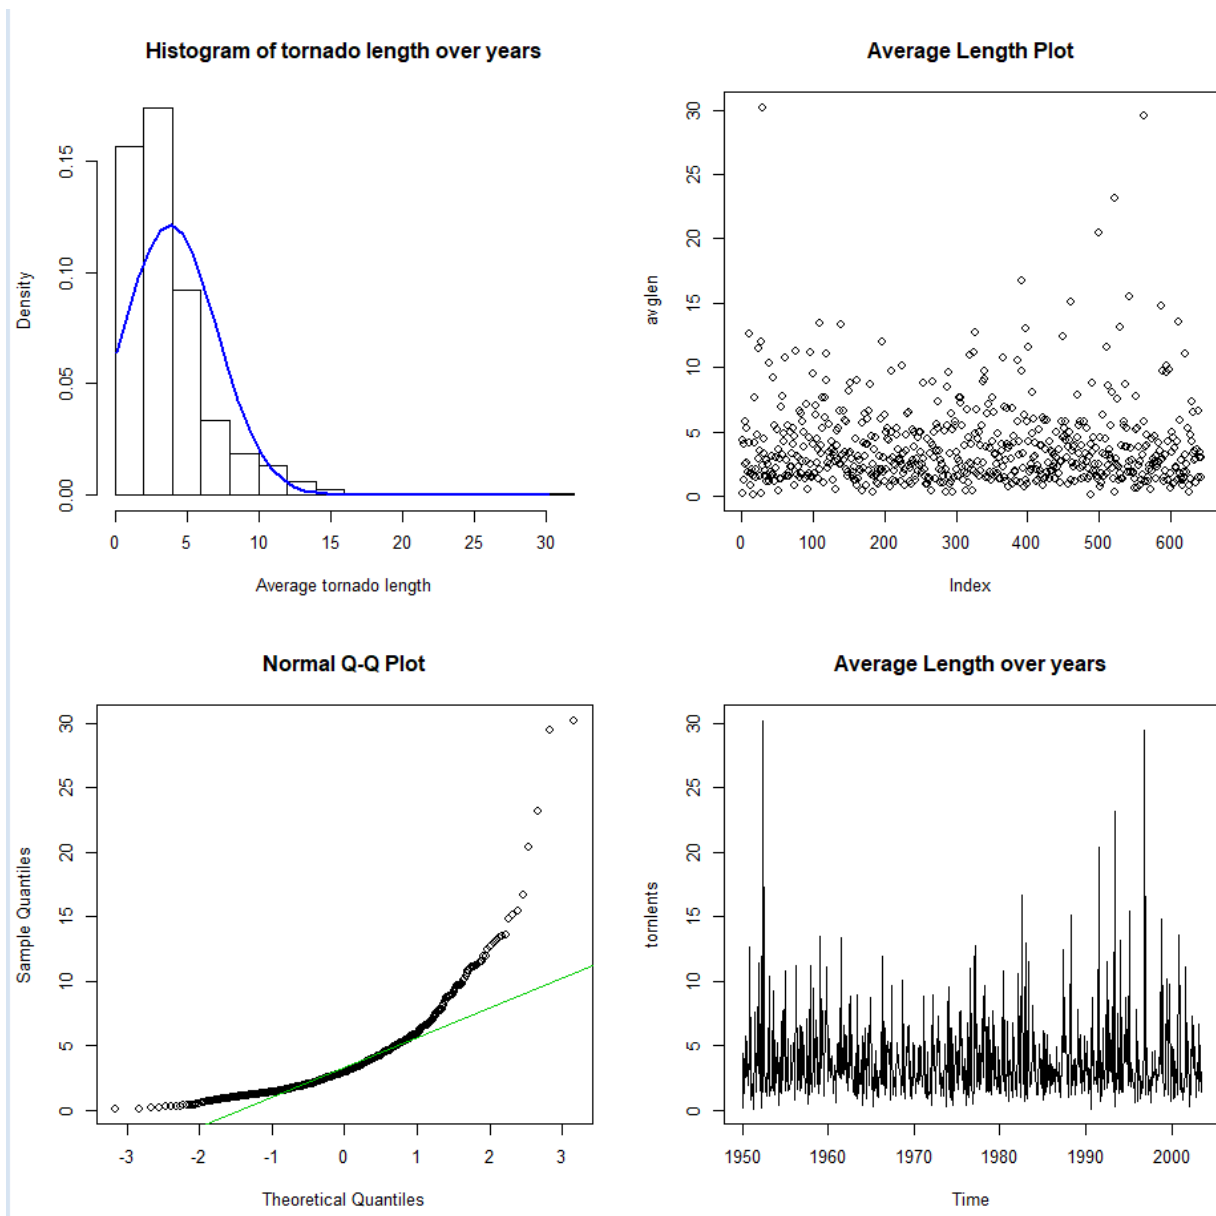 Histogram of tornado length over years
Density
0.00 0.05 0.10 0.15
0 5 10 15 20 25 30
Average tornado length
Average Length Plot
avglen
0 5 10 15 20 25 30
0 100 200 300 400 500 600
Index
Normal Q-Q Plot
Sample Quantiles
0 5 10 15 20 25 30
-3 -2 -1 0 1 2 3
Theoretical Quantiles
Average Length over years
tornlents
0 5 10 15 20 25 30
1950 1960 1970 1980 1990 2000
Time